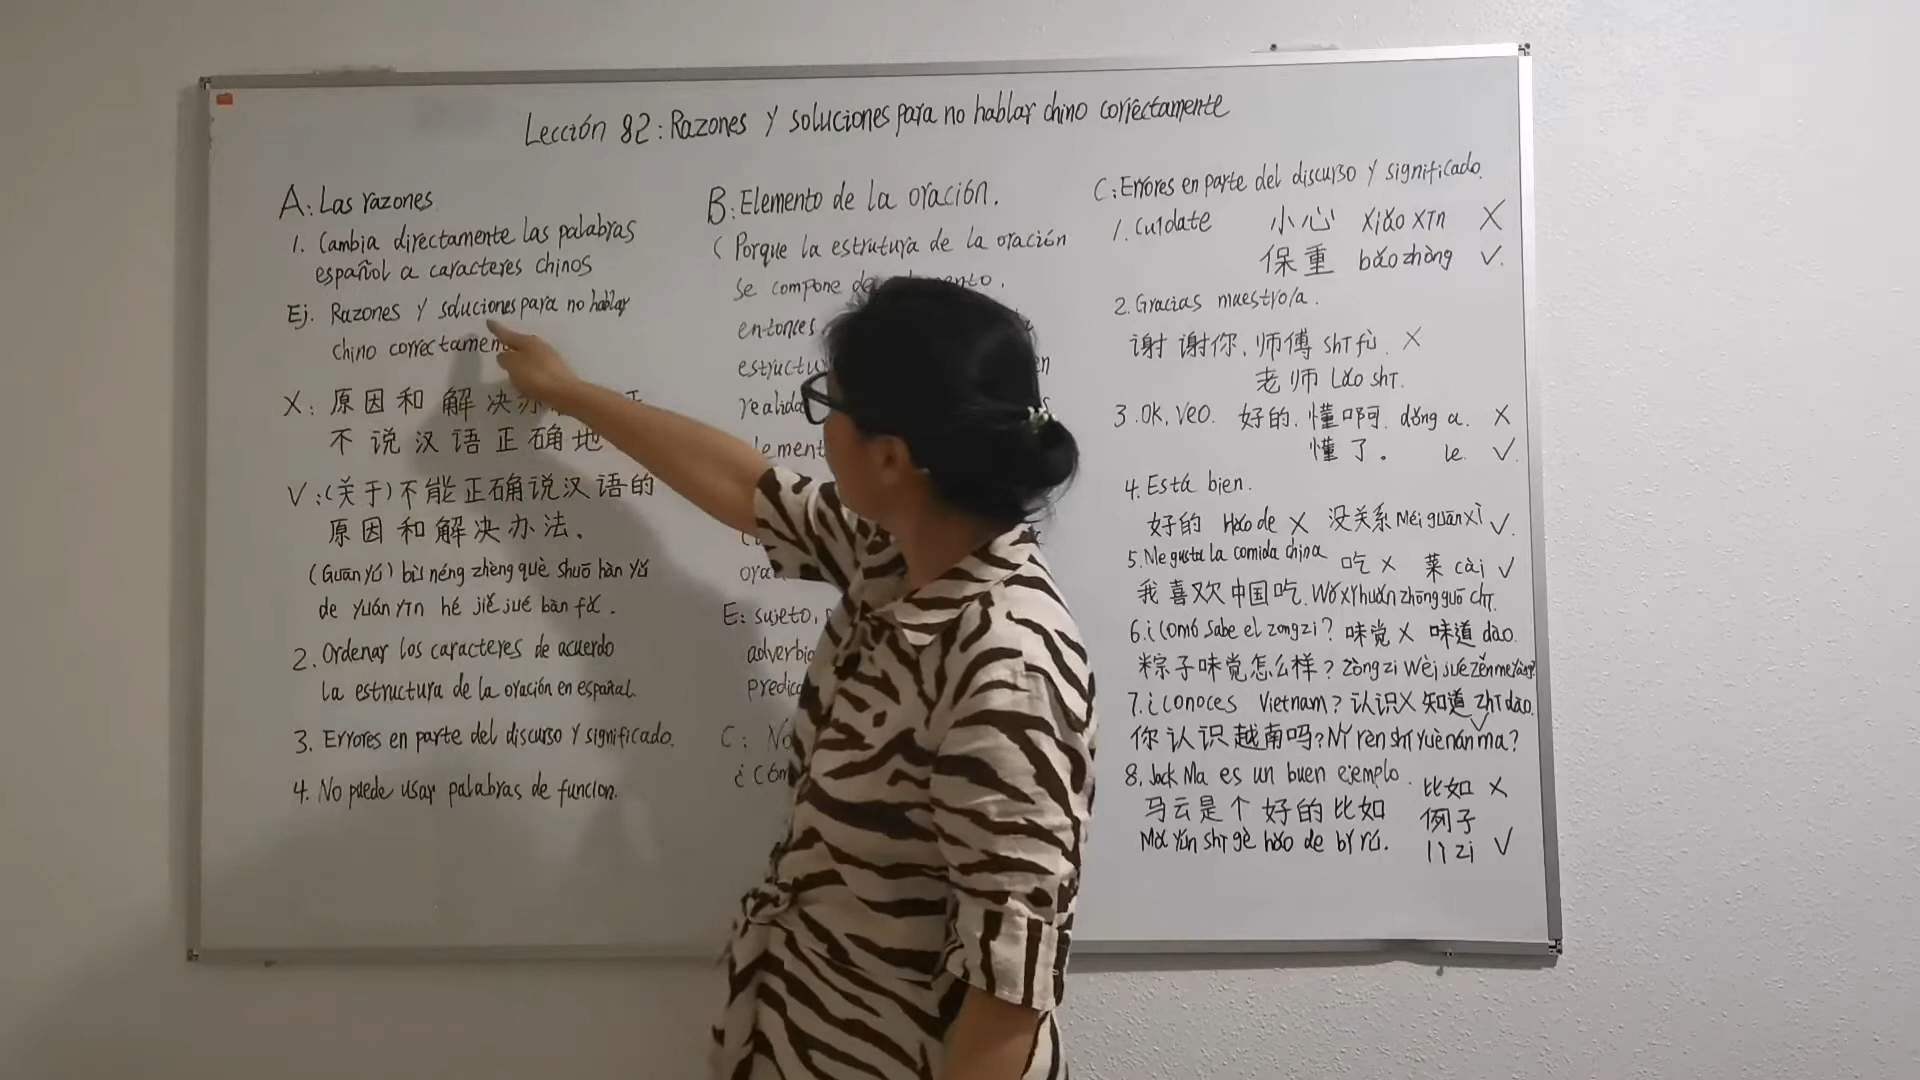 Lección 82: Razones y soluciones para no hablar chino correctamente
A: Las razones
1. Cambia directamente las palabras
español a caracteres chinos
Ej. Razones y soluciones para no hablar
chino correctamen
X: 原因和解决办
不说汉语正确地
V: (关于) 不能正确说汉语的
原因和解决办法.
(Guān yú) bù néng zhèng què shuō hàn yǔ
de yuán yīn hé jiě jué bàn fǎ.
2. Ordenar los caracteres de acuerdo
la estructura de la oración en español.
3. Errores en parte del discurso y significado.
4. No puede usar palabras de funcion.
B: Elemento de la oración.
(Porque la estrutura de la oración
se compone de
entonces
estructu
realida
E: sujeto,
adverbi
predic
C: Nó
¿Cóm
C: Errores en parte del discurso y significado.
1. Cuídate 小心 xiǎo xīn X
保重 bǎo zhòng V.
2. Gracias maestro/a.
谢谢你, 师傅 shī fù. X
老师 Lǎo shī.
3. OK, veo. 好的, 懂啊 dǒng a. X
懂了。 le. V.
4. Está bien.
好的 Hǎo de X 没关系 Méi guān xì V.
5. Me gusta la comida china 吃 X 菜 cài V
我喜欢中国吃. Wǒ xǐ huān zhōng guō chī.
6. ¿Cómo sabe el zongzi? 味觉 X 味道 dào.
粽子味觉怎么样? Zòng zi wèi jué zěn me yàng?
7. ¿Conoces Vietnam? 认识 X 知道 zhī dào. V
你认识越南吗? Nǐ rèn shí yuè nán ma?
8. Jack Ma es un buen ejemplo. 比如 X
马云是个好的比如 例子
Mǎ Yún shì gè hǎo de bǐ rú. lì zi V